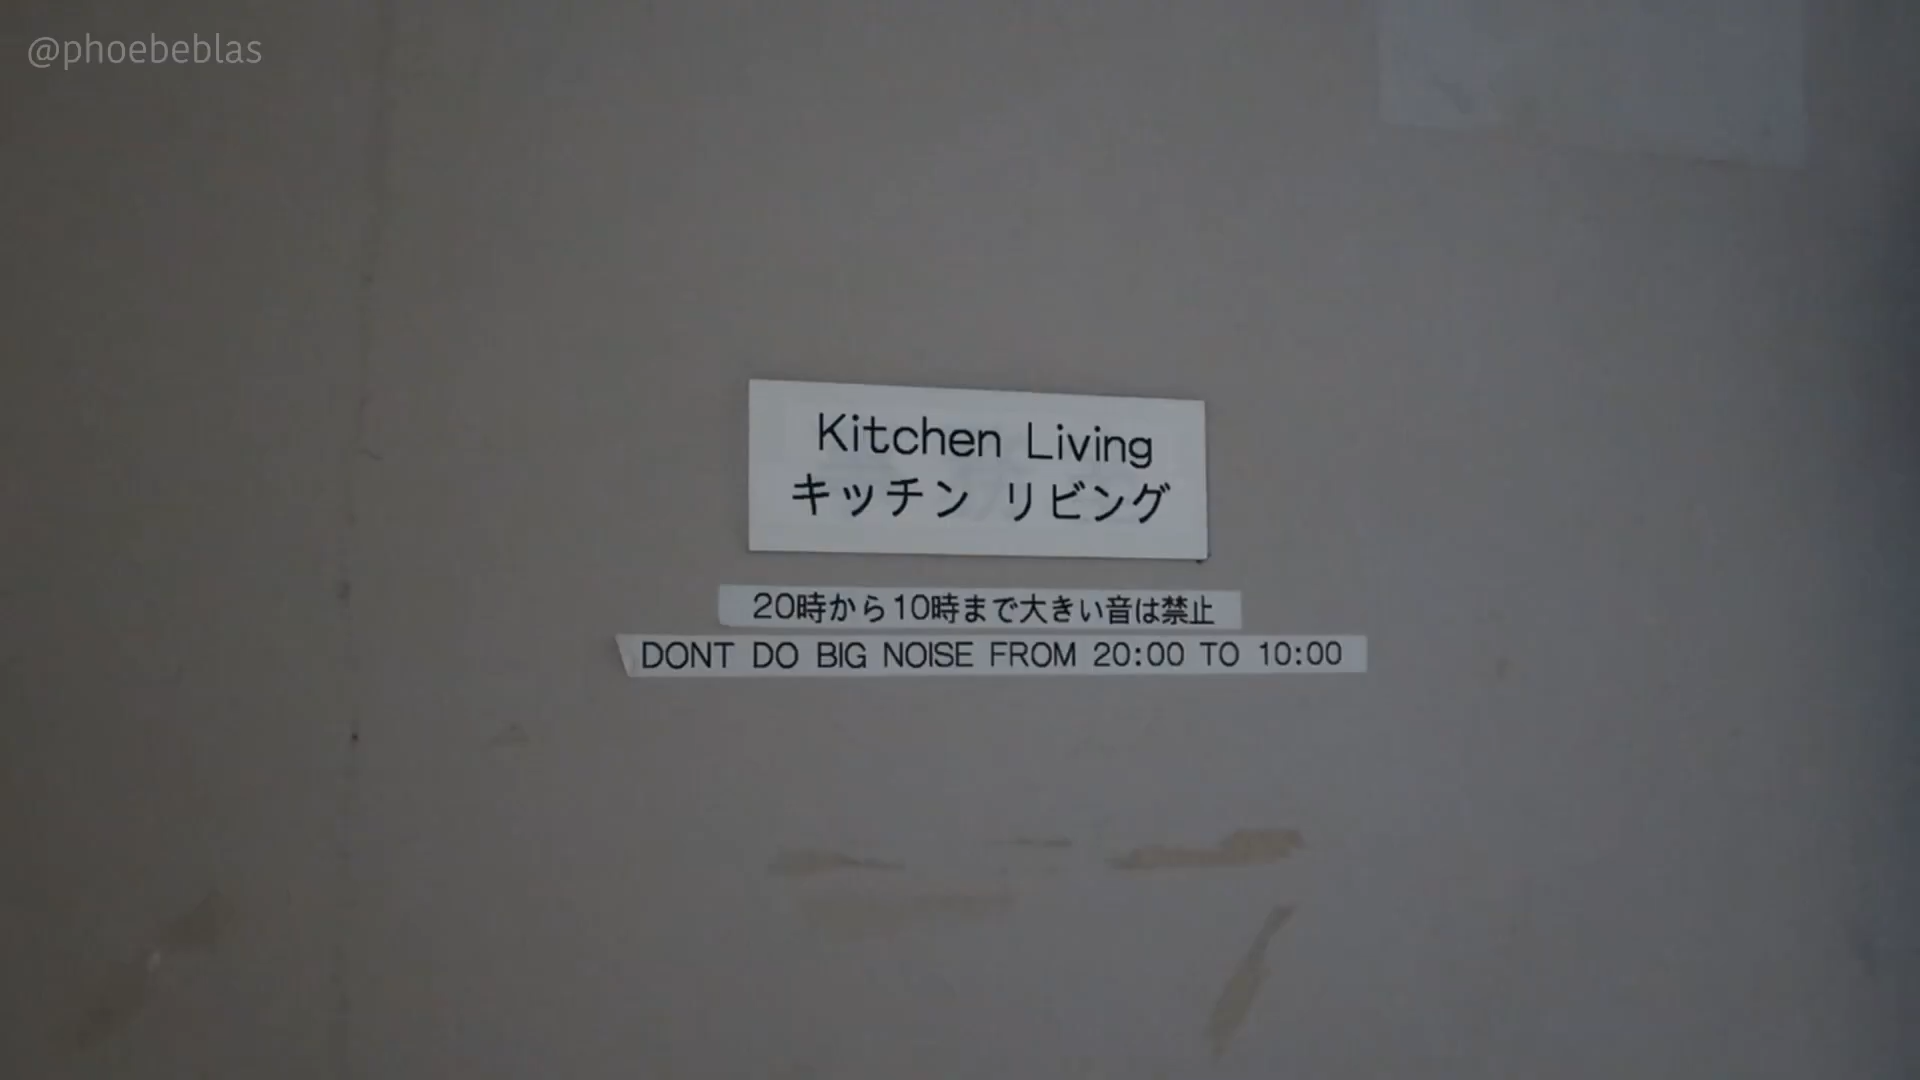 @phoebeblas
Kitchen Living
キッチン リビング
20時から10時まで大きい音は禁止
DONT DO BIG NOISE FROM 20:00 TO 10:00